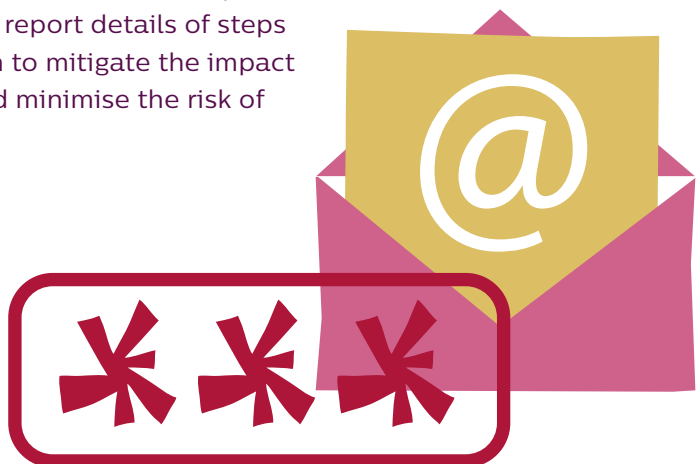 report details of steps
to mitigate the impact
minimise the risk of
@
***